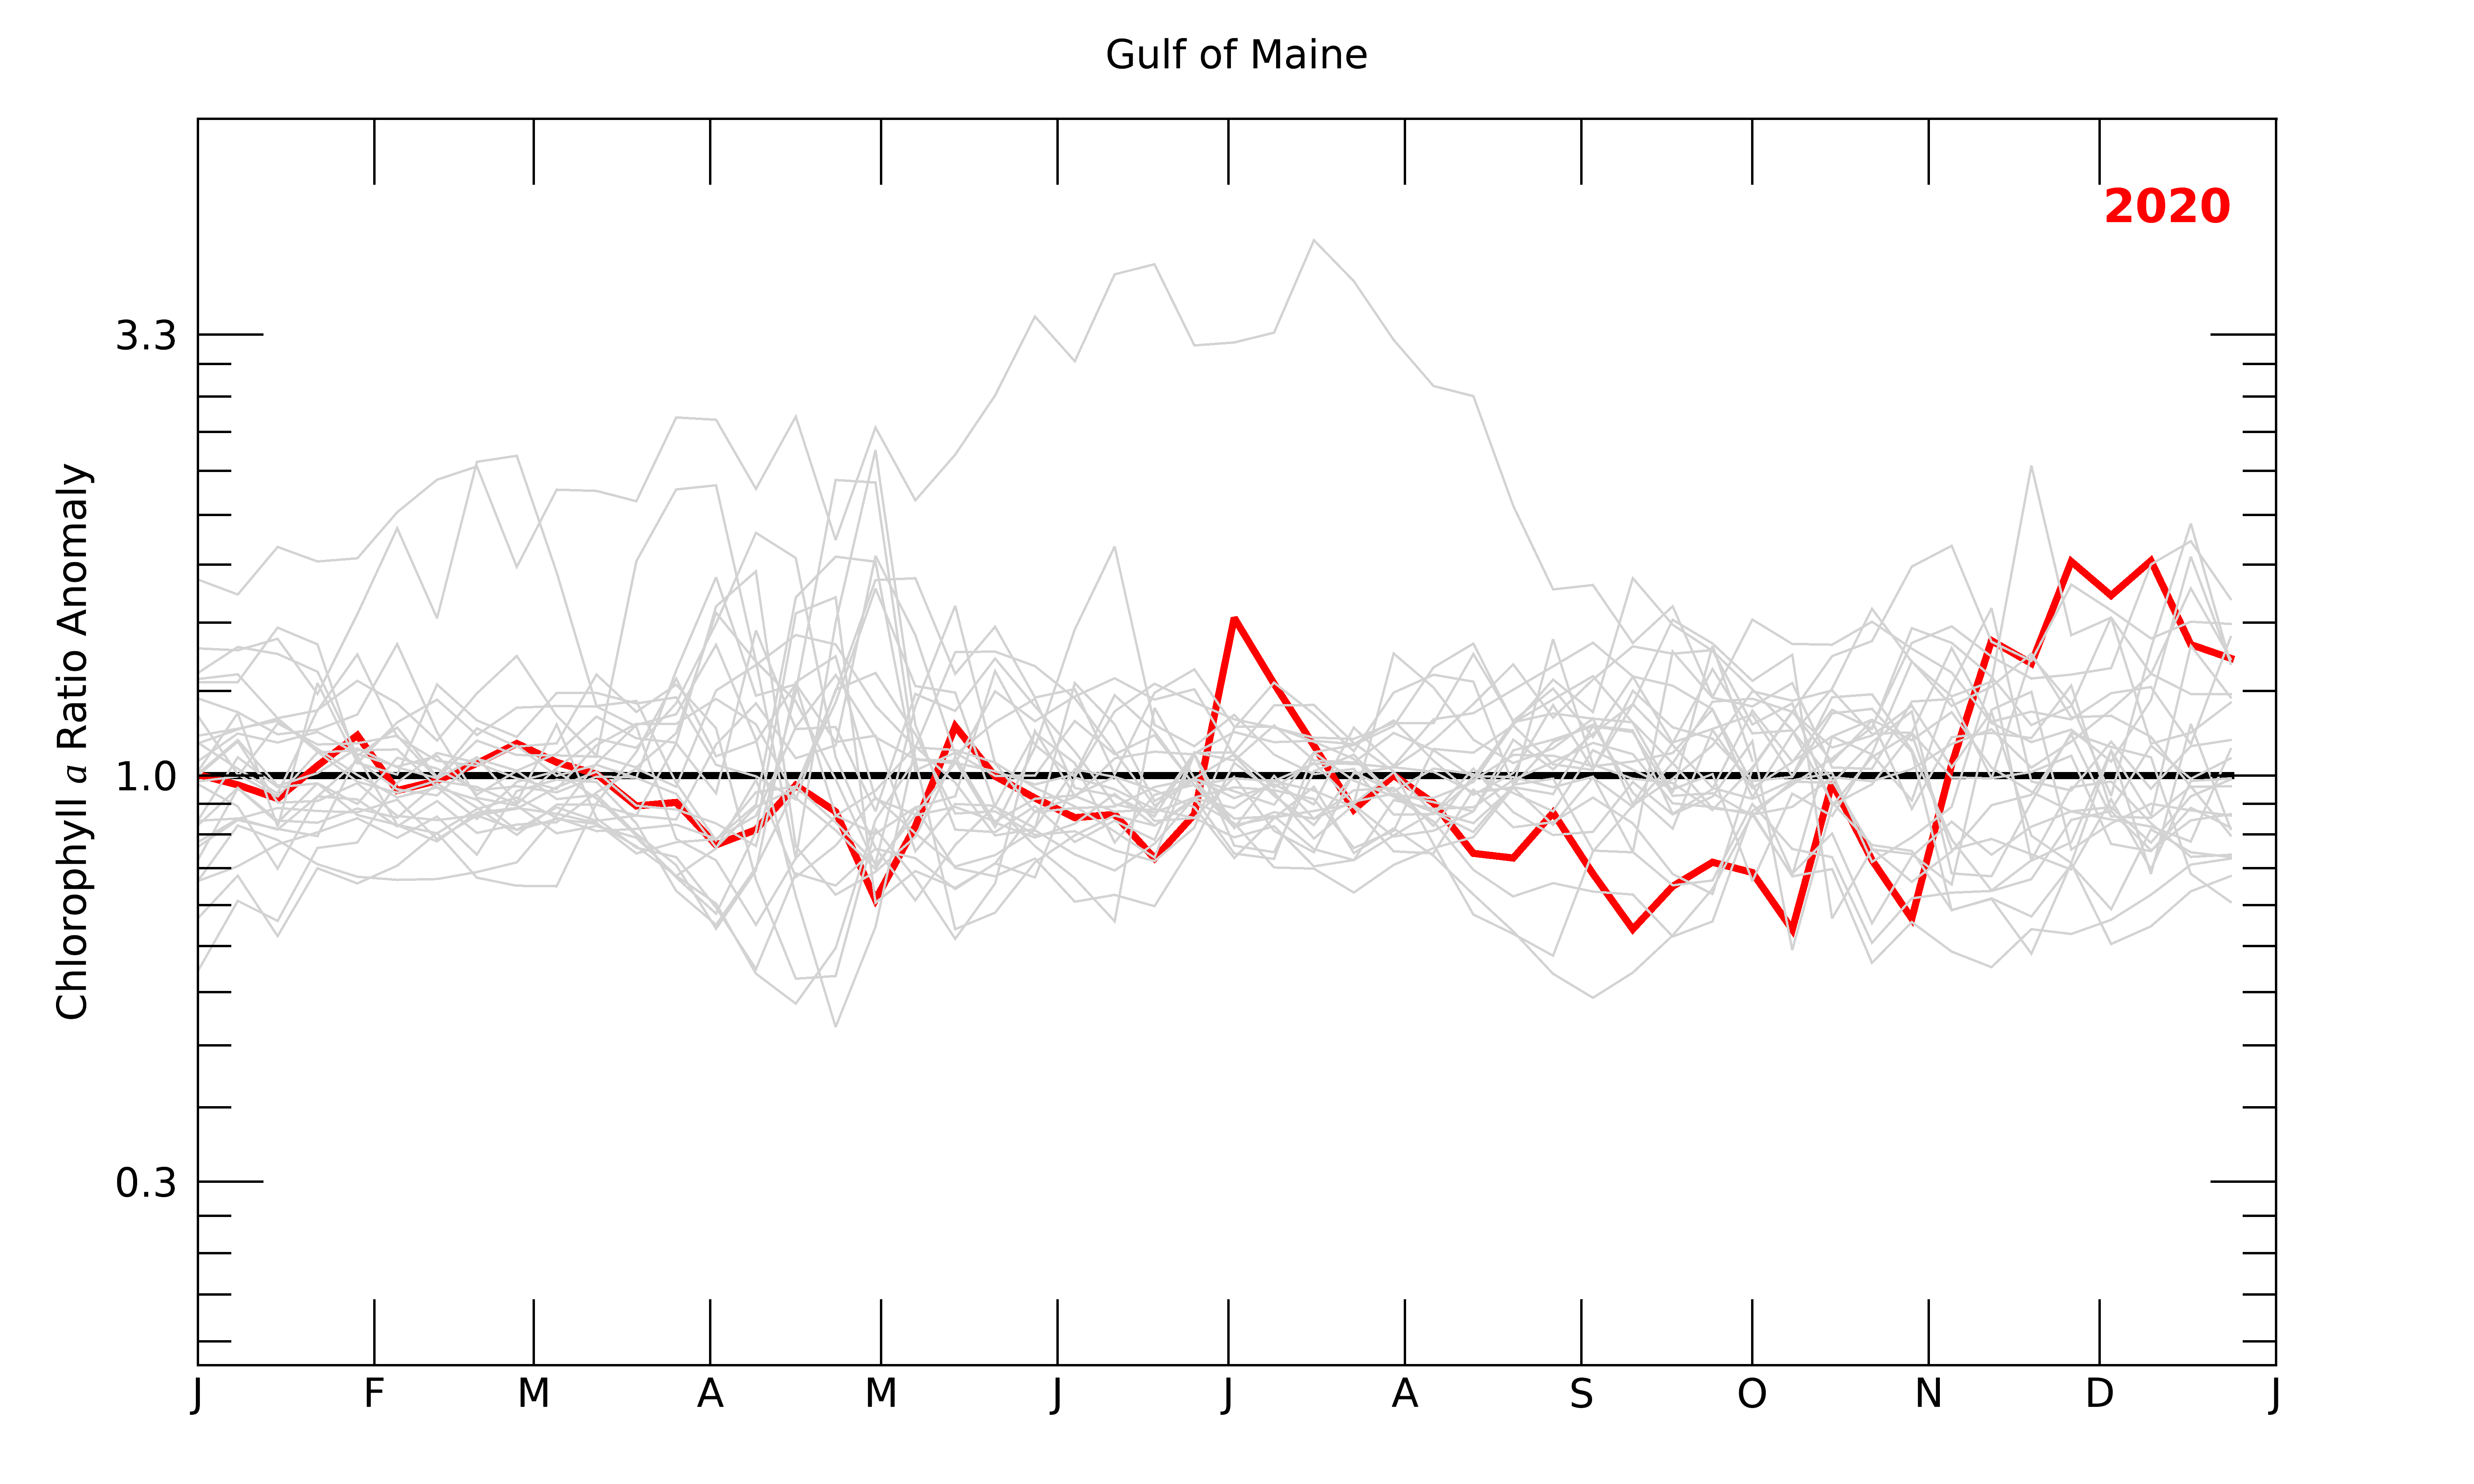 Gulf of Maine
2020
3.3
1.0
0.3
Chlorophyll a Ratio Anomaly
J F M A M J J A S O N D J